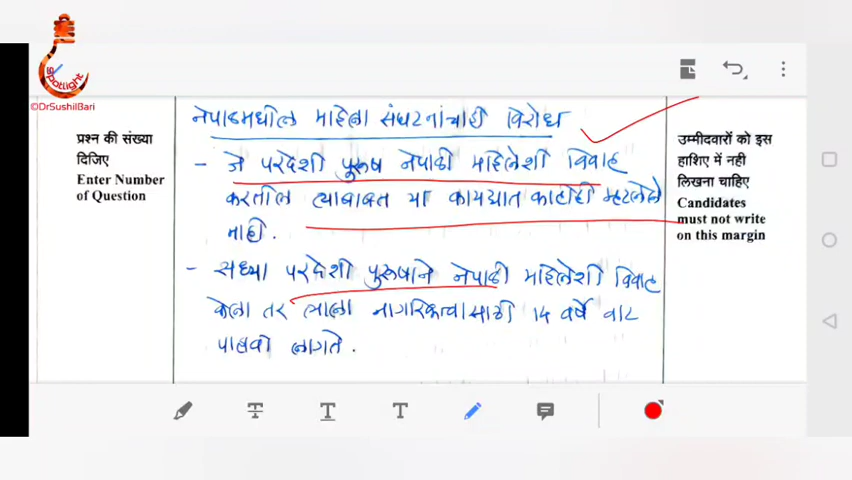 Spotlight
©DrSushilBari
नेपाळमधील महिला संघटनांचाही विरोध
प्रश्न की संख्या
दिजिए
Enter Number
of Question
- जे परदेशी पुरूष नेपाळी महिलेशी विवाह
करतील त्याबाबत या कायद्यात काहीही म्हटलेले
नाही.
- सध्या परदेशी पुरूषाने नेपाळी महिलेशी विवाह
केला तर त्याला नागरिकत्वासाठी 15 वर्षे वाट
पाहावी लागते.
उम्मीदवारों को इस
हाशिए में नही
लिखना चाहिए
Candidates
must not write
on this margin